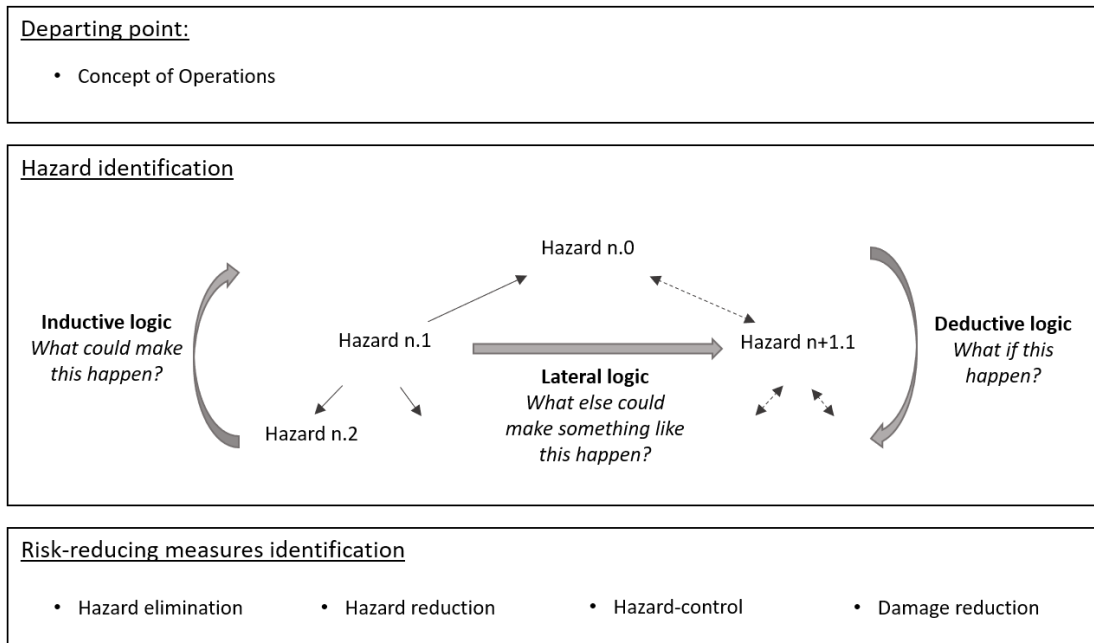 Departing point:
• Concept of Operations
Hazard identification
Hazard n.0
Inductive logic
What could make
this happen?
Hazard n.1
Hazard n+1.1
Deductive logic
What if this
happen?
Lateral logic
What else could
make something like
this happen?
Hazard n.2
Risk-reducing measures identification
• Hazard elimination
• Hazard reduction
• Hazard-control
• Damage reduction